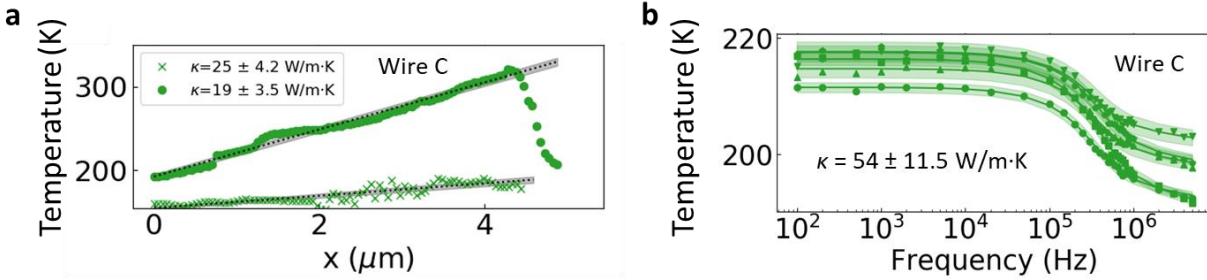 a
Temperature (K)
300
200
κ=25 ± 4.2 W/m·K
κ=19 ± 3.5 W/m·K
Wire C
0
2
4
x (μm)
b
Temperature (K)
220
200
Wire C
κ = 54 ± 11.5 W/m·K
10² 10³ 10⁴ 10⁵ 10⁶
Frequency (Hz)